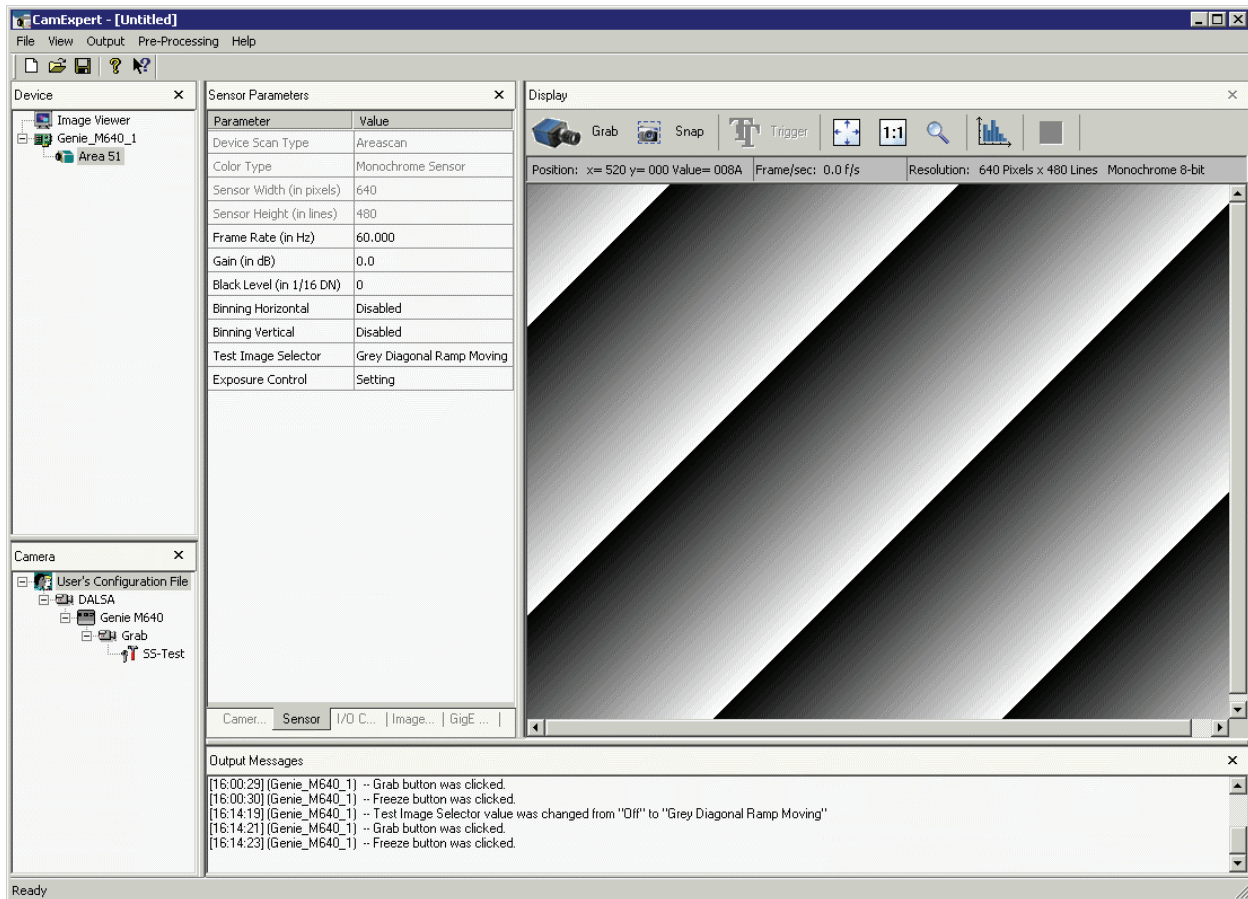 CamExpert - [Untitled]
File View Output Pre-Processing Help
Device
Image Viewer
Genie_M640_1
Area 51
Camera
User's Configuration File
DALSA
Genie M640
Grab
SS-Test
Sensor Parameters
Parameter Value
Device Scan Type Areascan
Color Type Monochrome Sensor
Sensor Width (in pixels) 640
Sensor Height (in lines) 480
Frame Rate (in Hz) 60.000
Gain (in dB) 0.0
Black Level (in 1/16 DN) 0
Binning Horizontal Disabled
Binning Vertical Disabled
Test Image Selector Grey Diagonal Ramp Moving
Exposure Control Setting
Camer... Sensor I/O C... | Image... | GigE ... |
Display
Grab Snap Trigger 1:1
Position: x= 520 y= 000 Value= 008A Frame/sec: 0.0 f/s Resolution: 640 Pixels x 480 Lines Monochrome 8-bit
Output Messages
[16:00:29] (Genie_M640_1) -- Grab button was clicked.
[16:00:30] (Genie_M640_1) -- Freeze button was clicked.
[16:14:19] (Genie_M640_1) -- Test Image Selector value was changed from "Off" to "Grey Diagonal Ramp Moving"
[16:14:21] (Genie_M640_1) -- Grab button was clicked.
[16:14:23] (Genie_M640_1) -- Freeze button was clicked.
Ready